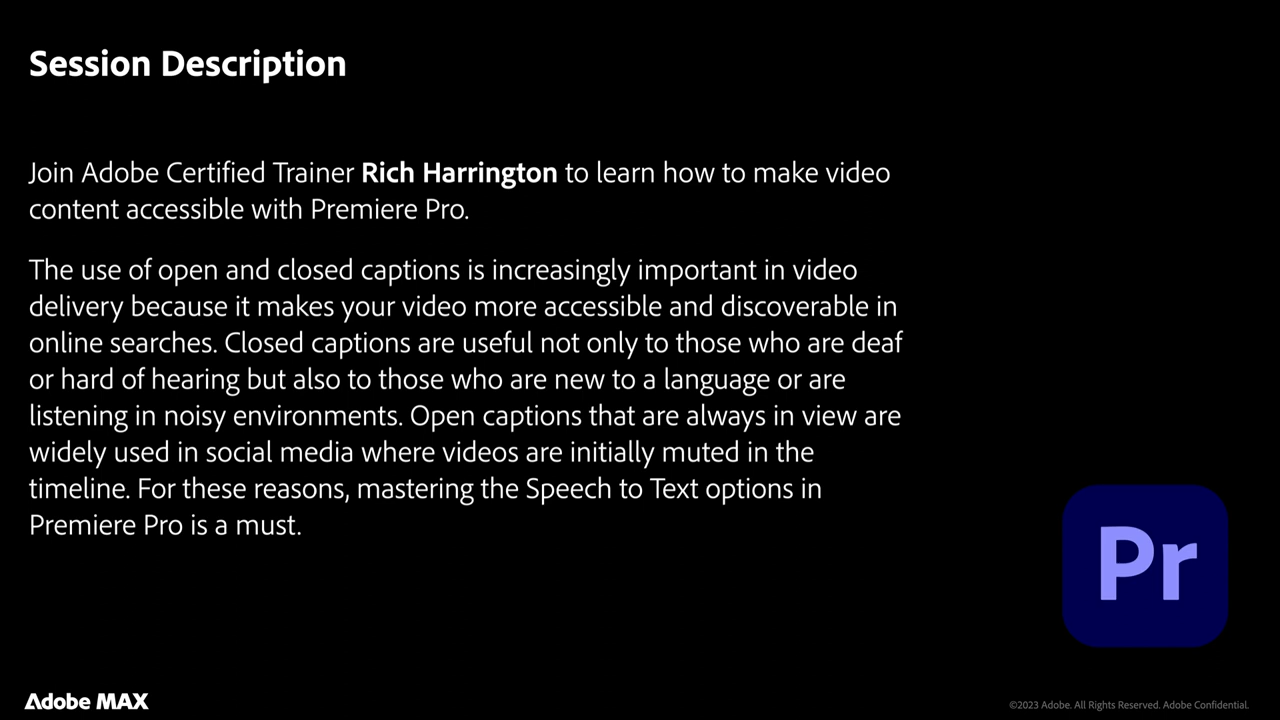 Session Description
Join Adobe Certified Trainer Rich Harrington to learn how to make video
content accessible with Premiere Pro.
The use of open and closed captions is increasingly important in video
delivery because it makes your video more accessible and discoverable in
online searches. Closed captions are useful not only to those who are deaf
or hard of hearing but also to those who are new to a language or are
listening in noisy environments. Open captions that are always in view are
widely used in social media where videos are initially muted in the
timeline. For these reasons, mastering the Speech to Text options in
Premiere Pro is a must.
Pr
Adobe MAX
©2023 Adobe. All Rights Reserved. Adobe Confidential.